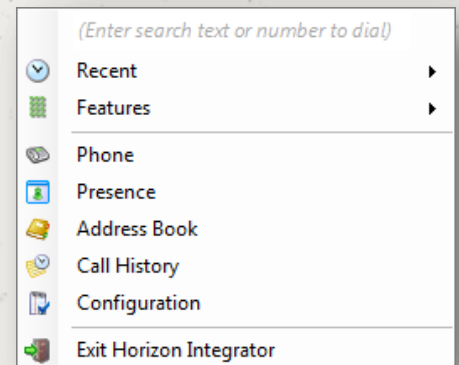 (Enter search text or number to dial)
Recent
Features
Phone
Presence
Address Book
Call History
Configuration
Exit Horizon Integrator